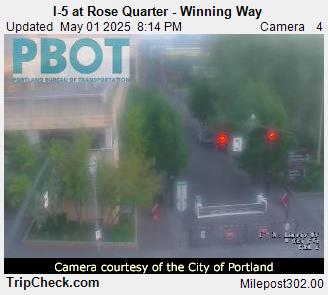 I-5 at Rose Quarter - Winning Way
Updated May 01 2025 8:14 PM Camera 4
PBOT
PORTLAND BUREAU OF TRANSPORTATION
Camera courtesy of the City of Portland
TripCheck.com Milepost302.00